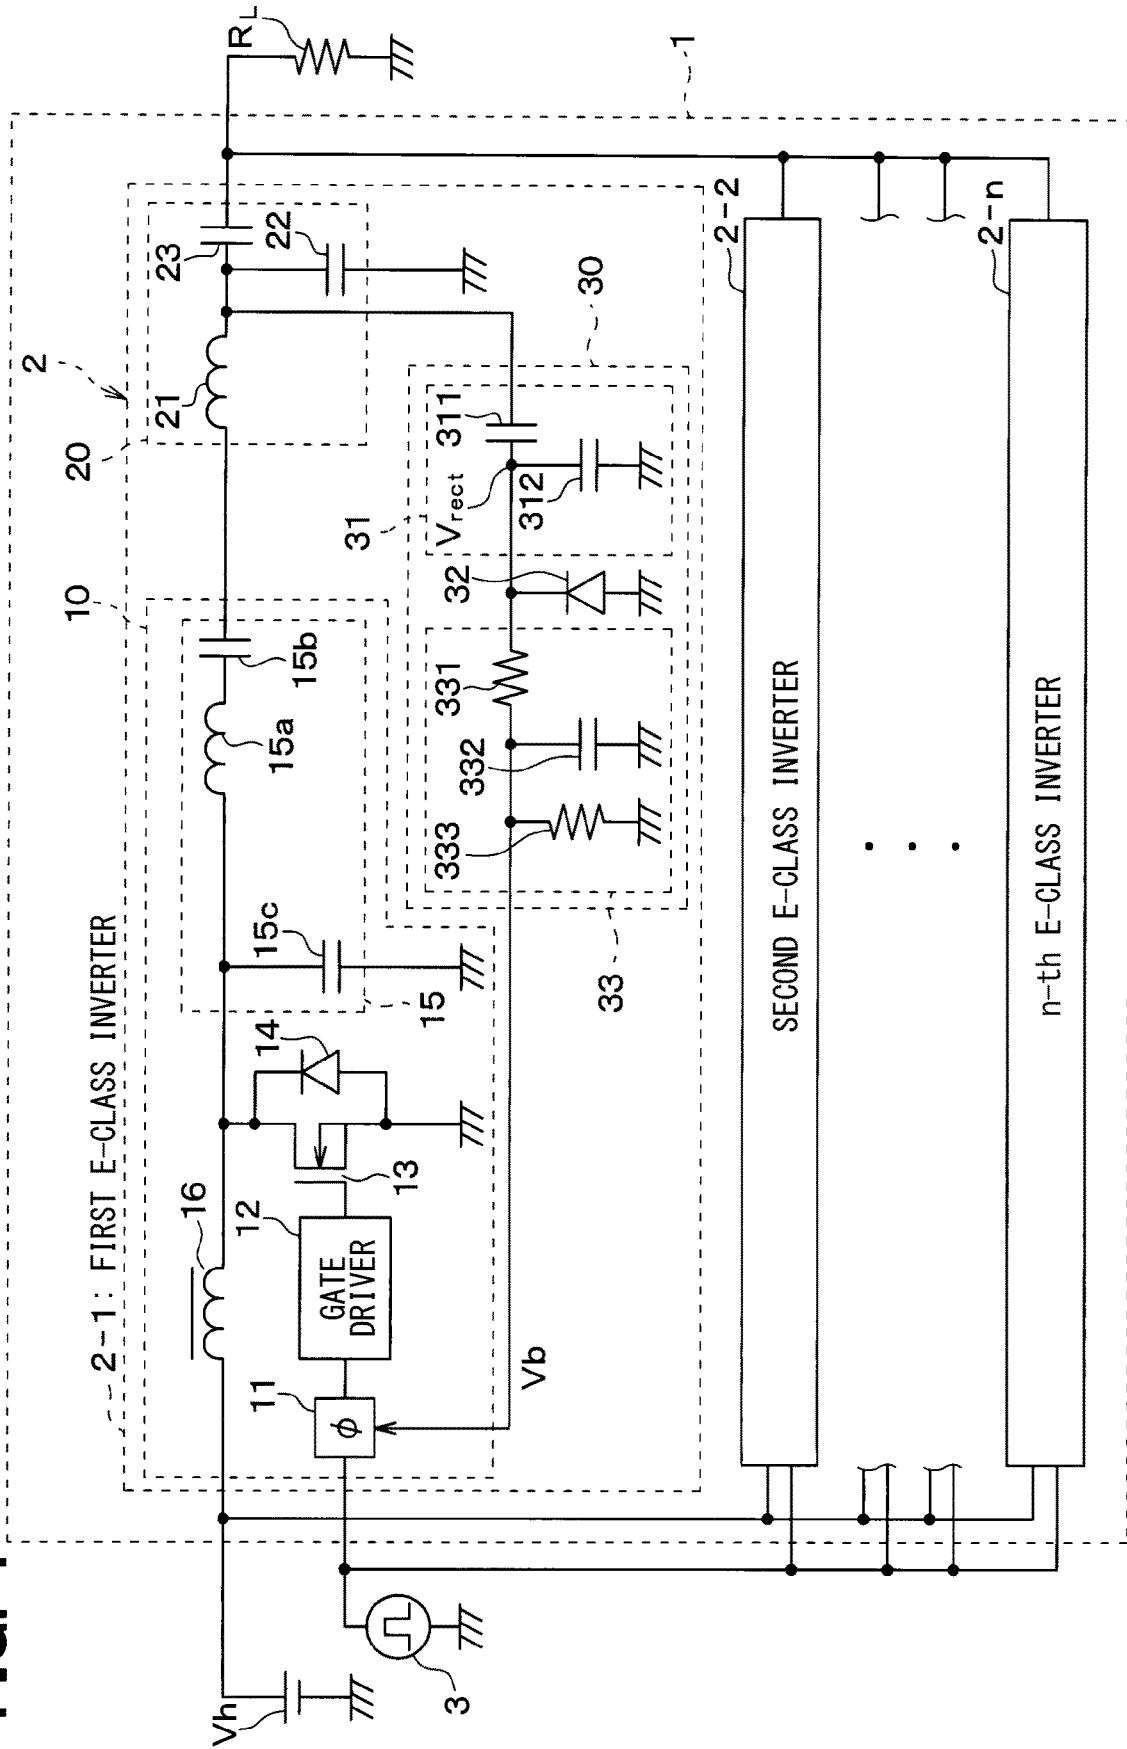 1
R_L
2
20
21
23
22
10
15a
15b
15c
15
2-1: FIRST E-CLASS INVERTER
16
14
13
12
GATE
DRIVER
11
ϕ
30
31
V_rect
311
312
32
33
331
332
333
Vb
Vh
3
2-2
SECOND E-CLASS INVERTER
2-n
n-th E-CLASS INVERTER